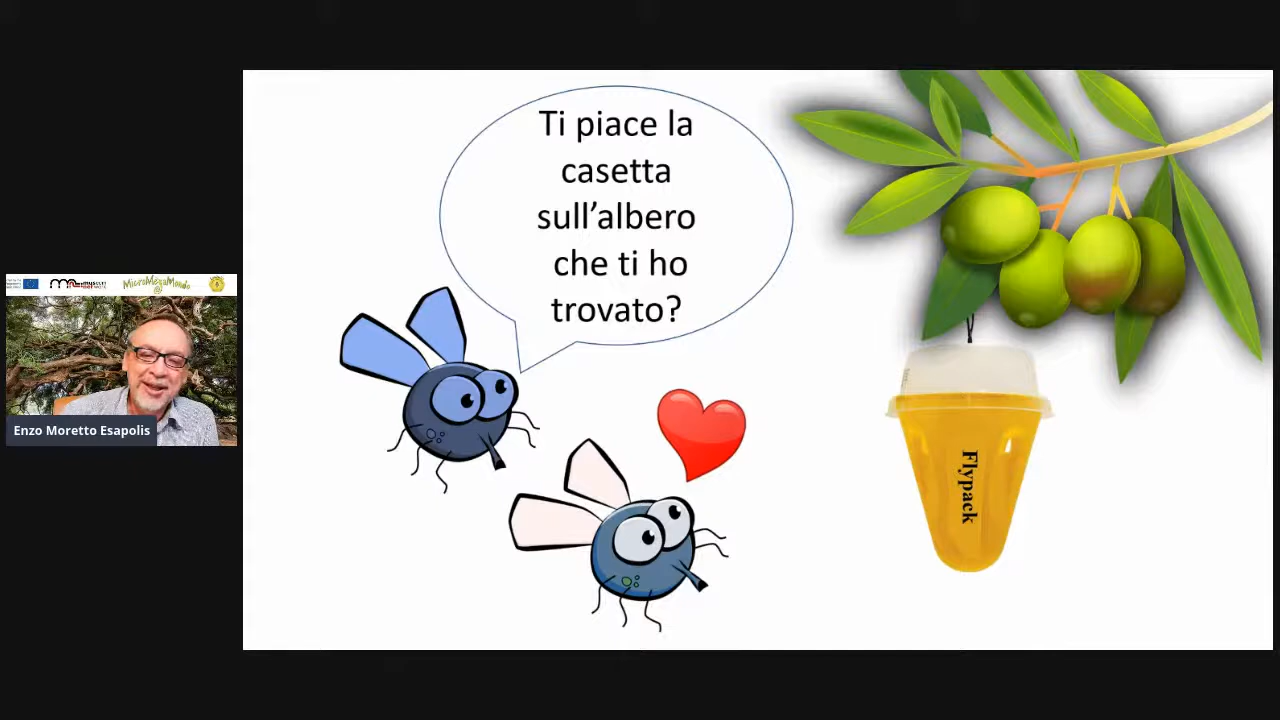 Ti piace la
casetta
sull’albero
che ti ho
trovato?
Flypack
MicroMegaMondo
Enzo Moretto Esapolis